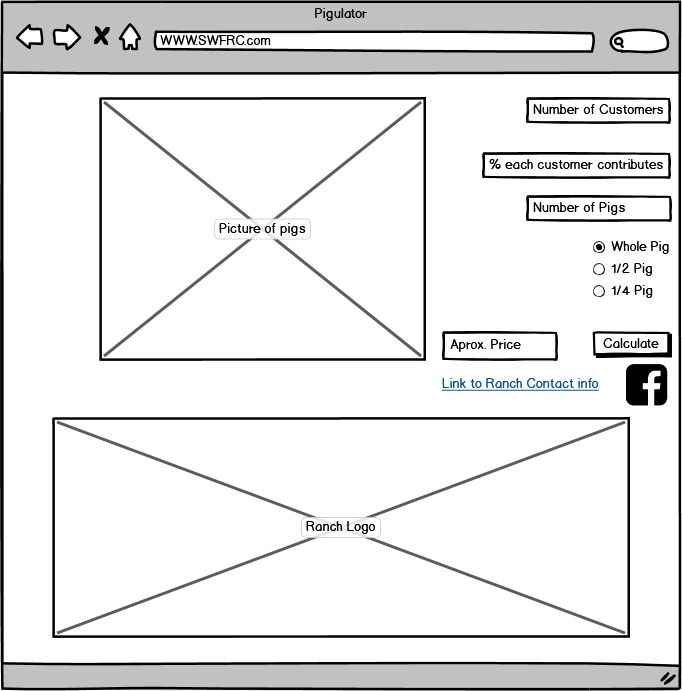 Pigulator
WWW.SWFRC.com
Number of Customers
% each customer contributes
Number of Pigs
Picture of pigs
Whole Pig
1/2 Pig
1/4 Pig
Aprox. Price
Calculate
Link to Ranch Contact info
Ranch Logo